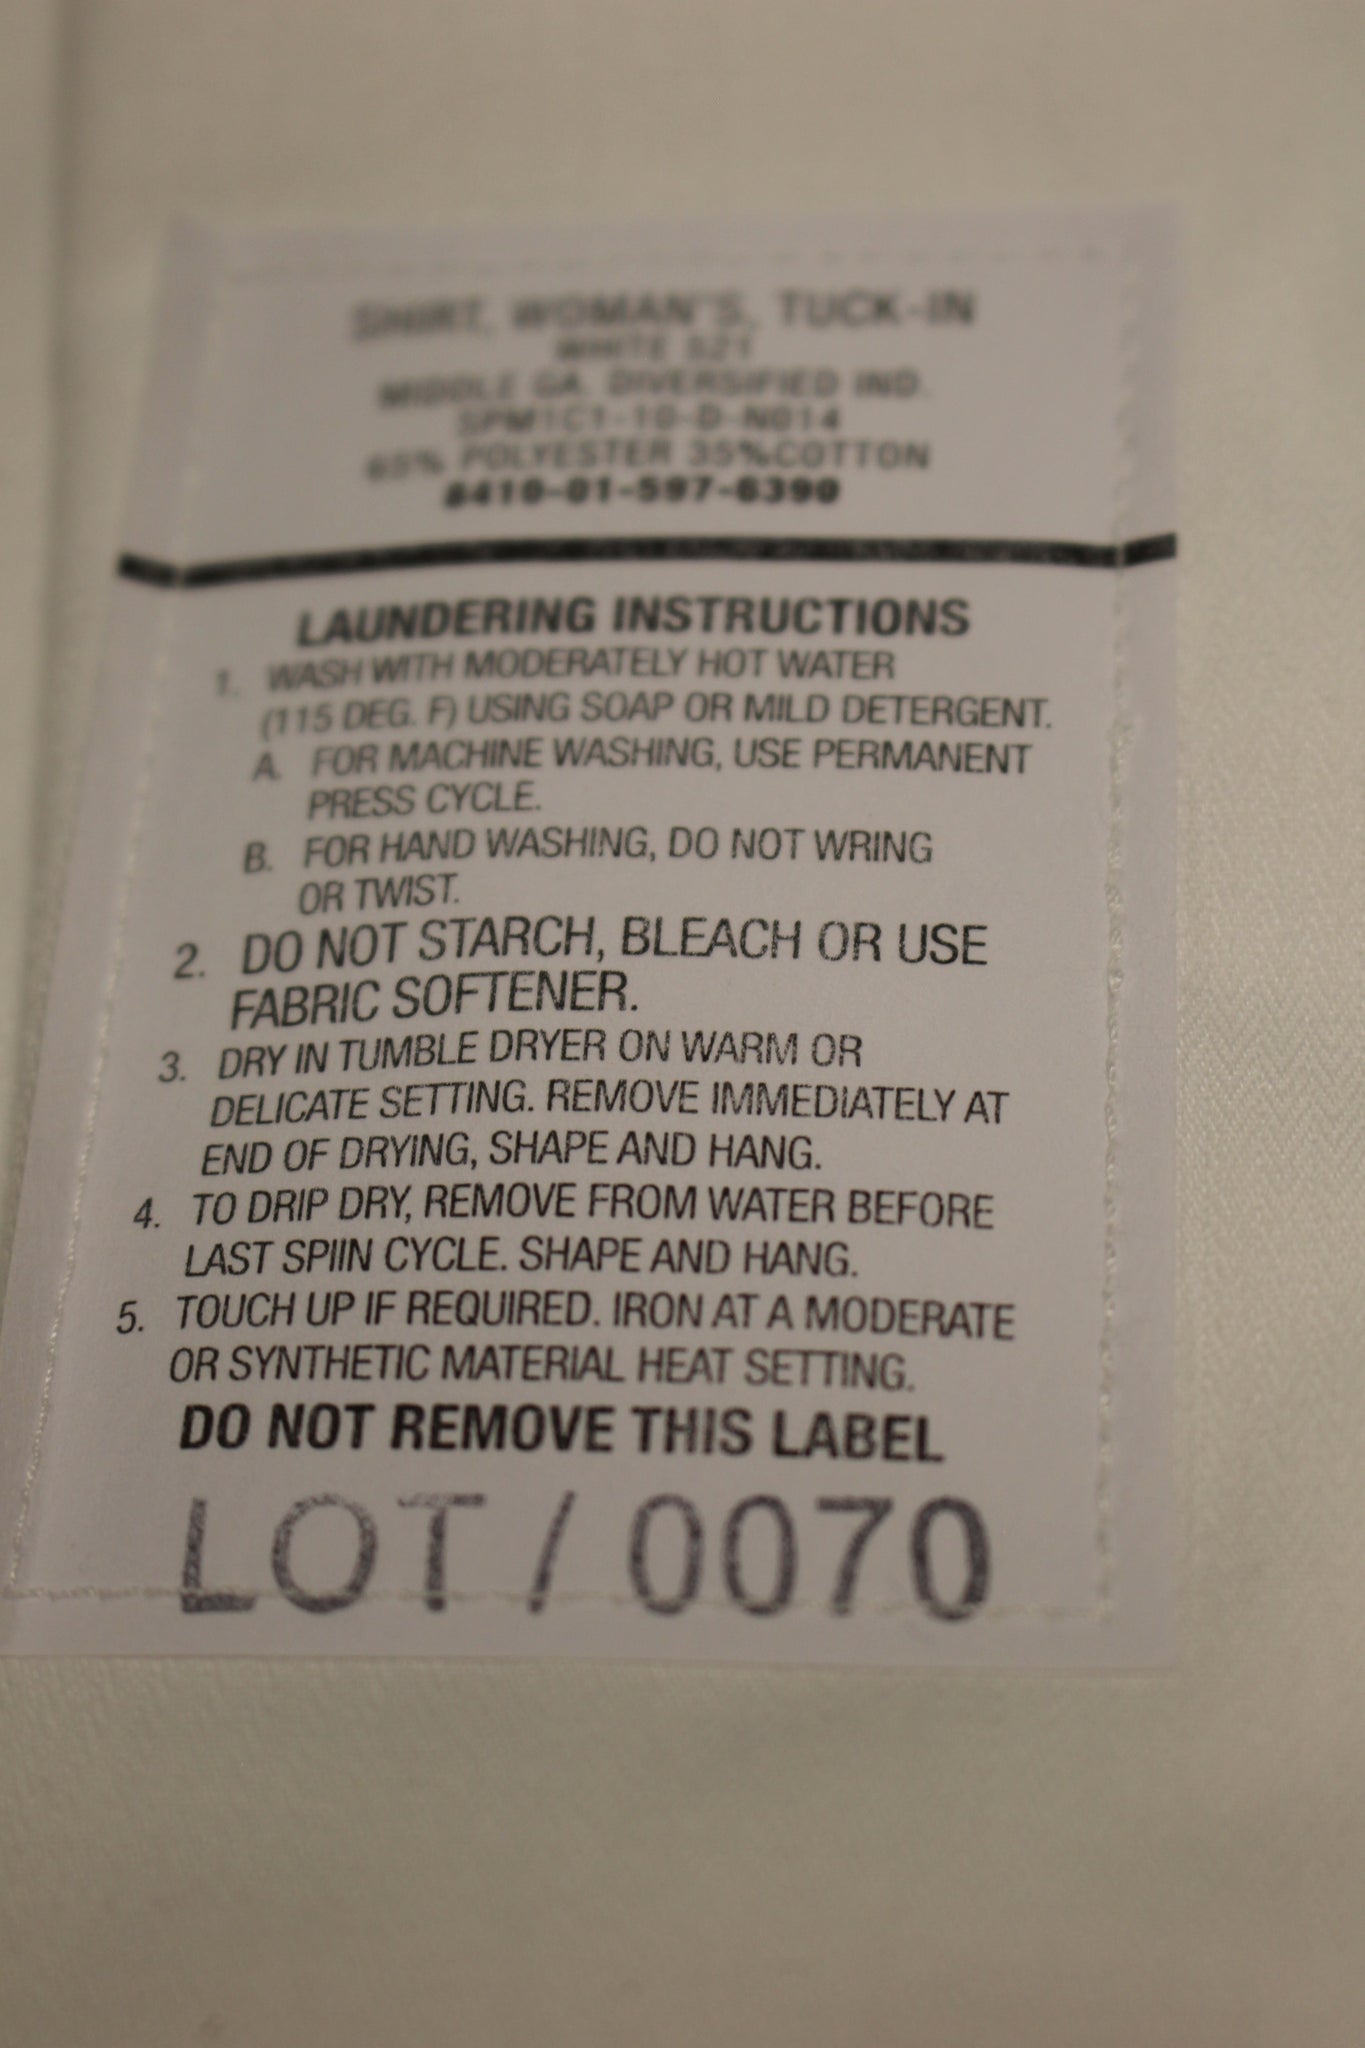 SHIRT, WOMAN'S, TUCK-IN
WHITE 521
MIDDLE GA. DIVERSIFIED IND.
SPM1C1-10-D-N014
65% POLYESTER 35%COTTON
8410-01-597-6390
LAUNDERING INSTRUCTIONS
1. WASH WITH MODERATELY HOT WATER
(115 DEG. F) USING SOAP OR MILD DETERGENT.
A. FOR MACHINE WASHING, USE PERMANENT
PRESS CYCLE.
B. FOR HAND WASHING, DO NOT WRING
OR TWIST.
2. DO NOT STARCH, BLEACH OR USE
FABRIC SOFTENER.
3. DRY IN TUMBLE DRYER ON WARM OR
DELICATE SETTING. REMOVE IMMEDIATELY AT
END OF DRYING, SHAPE AND HANG.
4. TO DRIP DRY, REMOVE FROM WATER BEFORE
LAST SPIIN CYCLE. SHAPE AND HANG.
5. TOUCH UP IF REQUIRED. IRON AT A MODERATE
OR SYNTHETIC MATERIAL HEAT SETTING.
DO NOT REMOVE THIS LABEL
LOT/0070